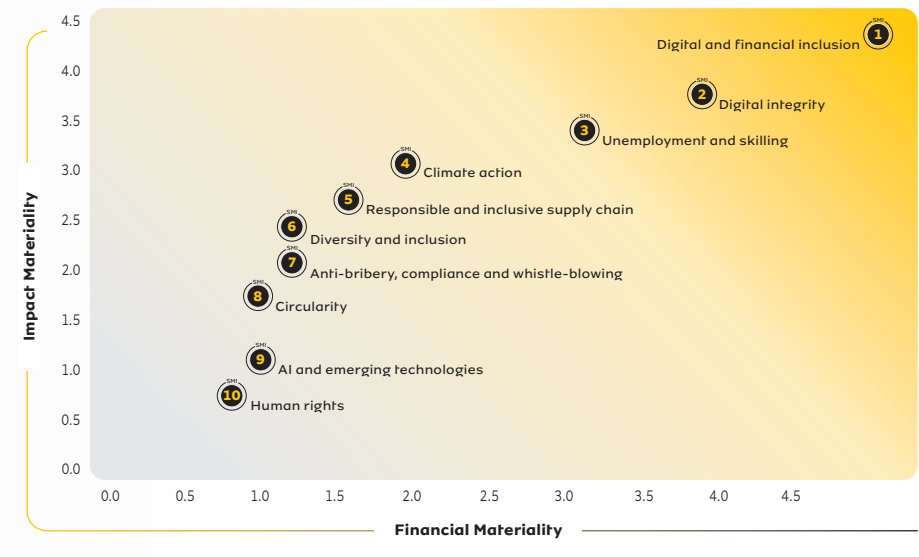 4.5
SMI
1
Digital and financial inclusion
4.0
SMI
2
Digital integrity
3.5
SMI
3
Unemployment and skilling
3.0
SMI
4
Climate action
2.5
SMI
5
Responsible and inclusive supply chain
SMI
6
Diversity and inclusion
2.0
SMI
7
Anti-bribery, compliance and whistle-blowing
SMI
8
Circularity
1.5
1.0
SMI
9
AI and emerging technologies
SMI
10
Human rights
0.5
0.0
Impact Materiality
0.0 0.5 1.0 1.5 2.0 2.5 3.0 3.5 4.0 4.5
Financial Materiality